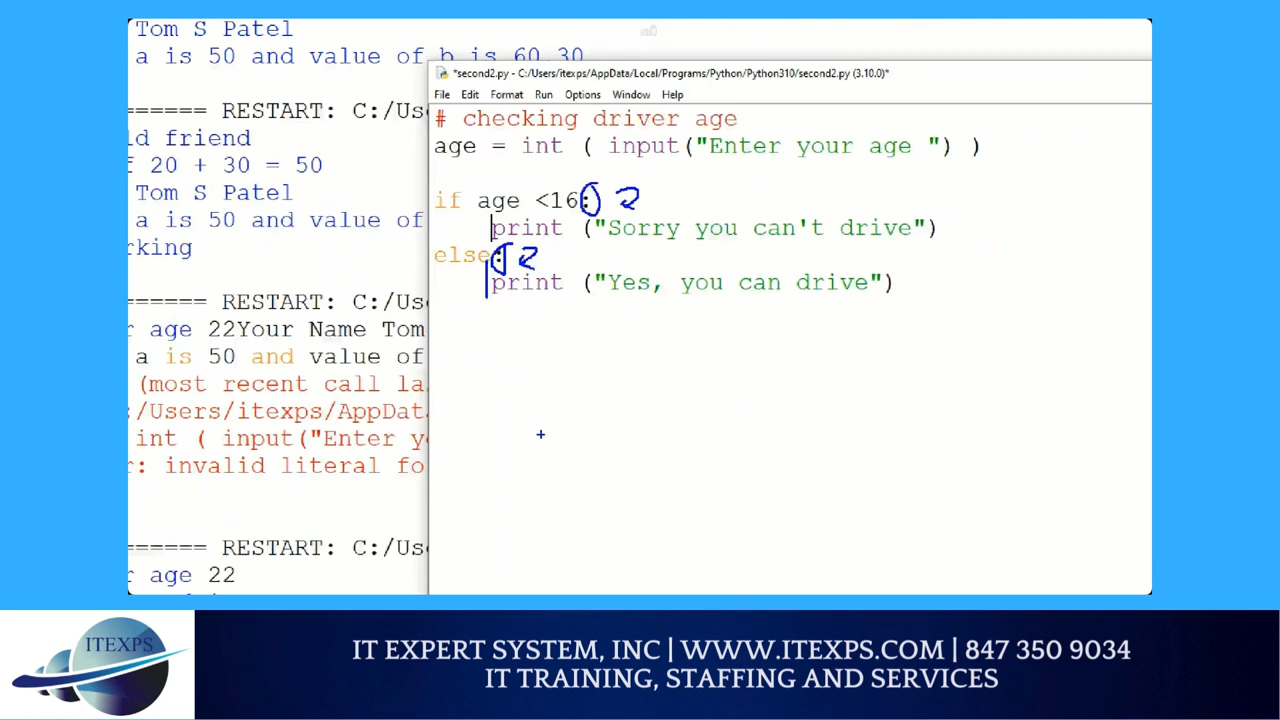 Tom S Patel
a is 50 and value of b is 60.30
====== RESTART: C:/Use
ld friend
f 20 + 30 = 50
Tom S Patel
a is 50 and value of
rking
====== RESTART: C:/Us
r age 22Your Name Tom
a is 50 and value of
(most recent call la
:/Users/itexps/AppDat
int ( input("Enter y
r: invalid literal fo
====== RESTART: C:/Us
r age 22
*second2.py - C:/Users/itexps/AppData/Local/Programs/Python/Python310/second2.py (3.10.0)*
File Edit Format Run Options Window Help
# checking driver age
age = int ( input("Enter your age ") )
if age <16: 2
print ("Sorry you can't drive")
else: 2
print ("Yes, you can drive")
ITEXPS
IT EXPERT SYSTEM, INC | WWW.ITEXPS.COM | 847 350 9034
IT TRAINING, STAFFING AND SERVICES